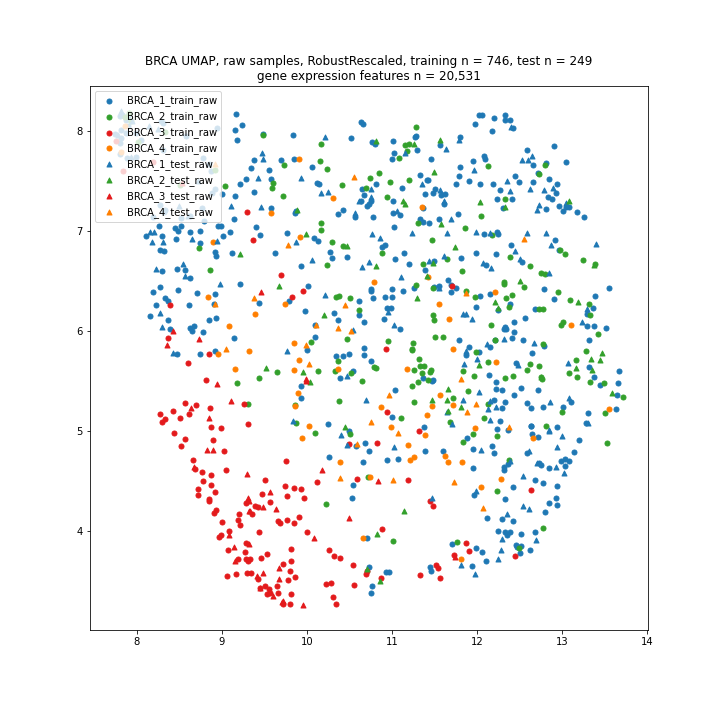 BRCA UMAP, raw samples, RobustRescaled, training n = 746, test n = 249
gene expression features n = 20,531
BRCA_1_train_raw
BRCA_2_train_raw
BRCA_3_train_raw
BRCA_4_train_raw
BRCA_1_test_raw
BRCA_2_test_raw
BRCA_3_test_raw
BRCA_4_test_raw
8
7
6
5
4
8 9 10 11 12 13 14